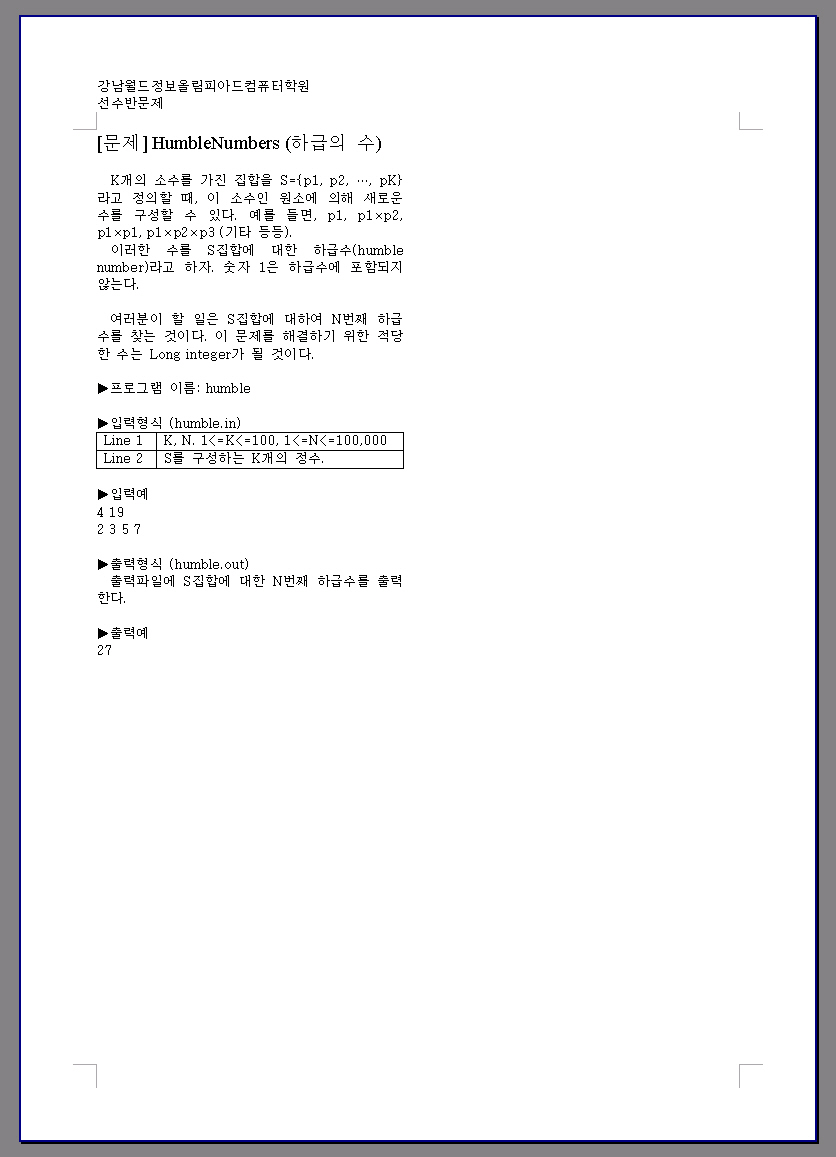 강남월드정보올림피아드컴퓨터학원
선수반문제
[문제] HumbleNumbers (하급의 수)
K개의 소수를 가진 집합을 S={p1, p2, ⋯, pK}
라고 정의할 때, 이 소수인 원소에 의해 새로운
수를 구성할 수 있다. 예를 들면, p1, p1×p2,
p1×p1, p1×p2×p3 (기타 등등).
이러한 수를 S집합에 대한 하급수(humble
number)라고 하자. 숫자 1은 하급수에 포함되지
않는다.
여러분이 할 일은 S집합에 대하여 N번째 하급
수를 찾는 것이다. 이 문제를 해결하기 위한 적당
한 수는 Long integer가 될 것이다.
▶프로그램 이름: humble
▶입력형식 (humble.in)
Line 1 K, N. 1<=K<=100, 1<=N<=100,000
Line 2 S를 구성하는 K개의 정수.
▶입력예
4 19
2 3 5 7
▶출력형식 (humble.out)
출력파일에 S집합에 대한 N번째 하급수를 출력
한다.
▶출력예
27